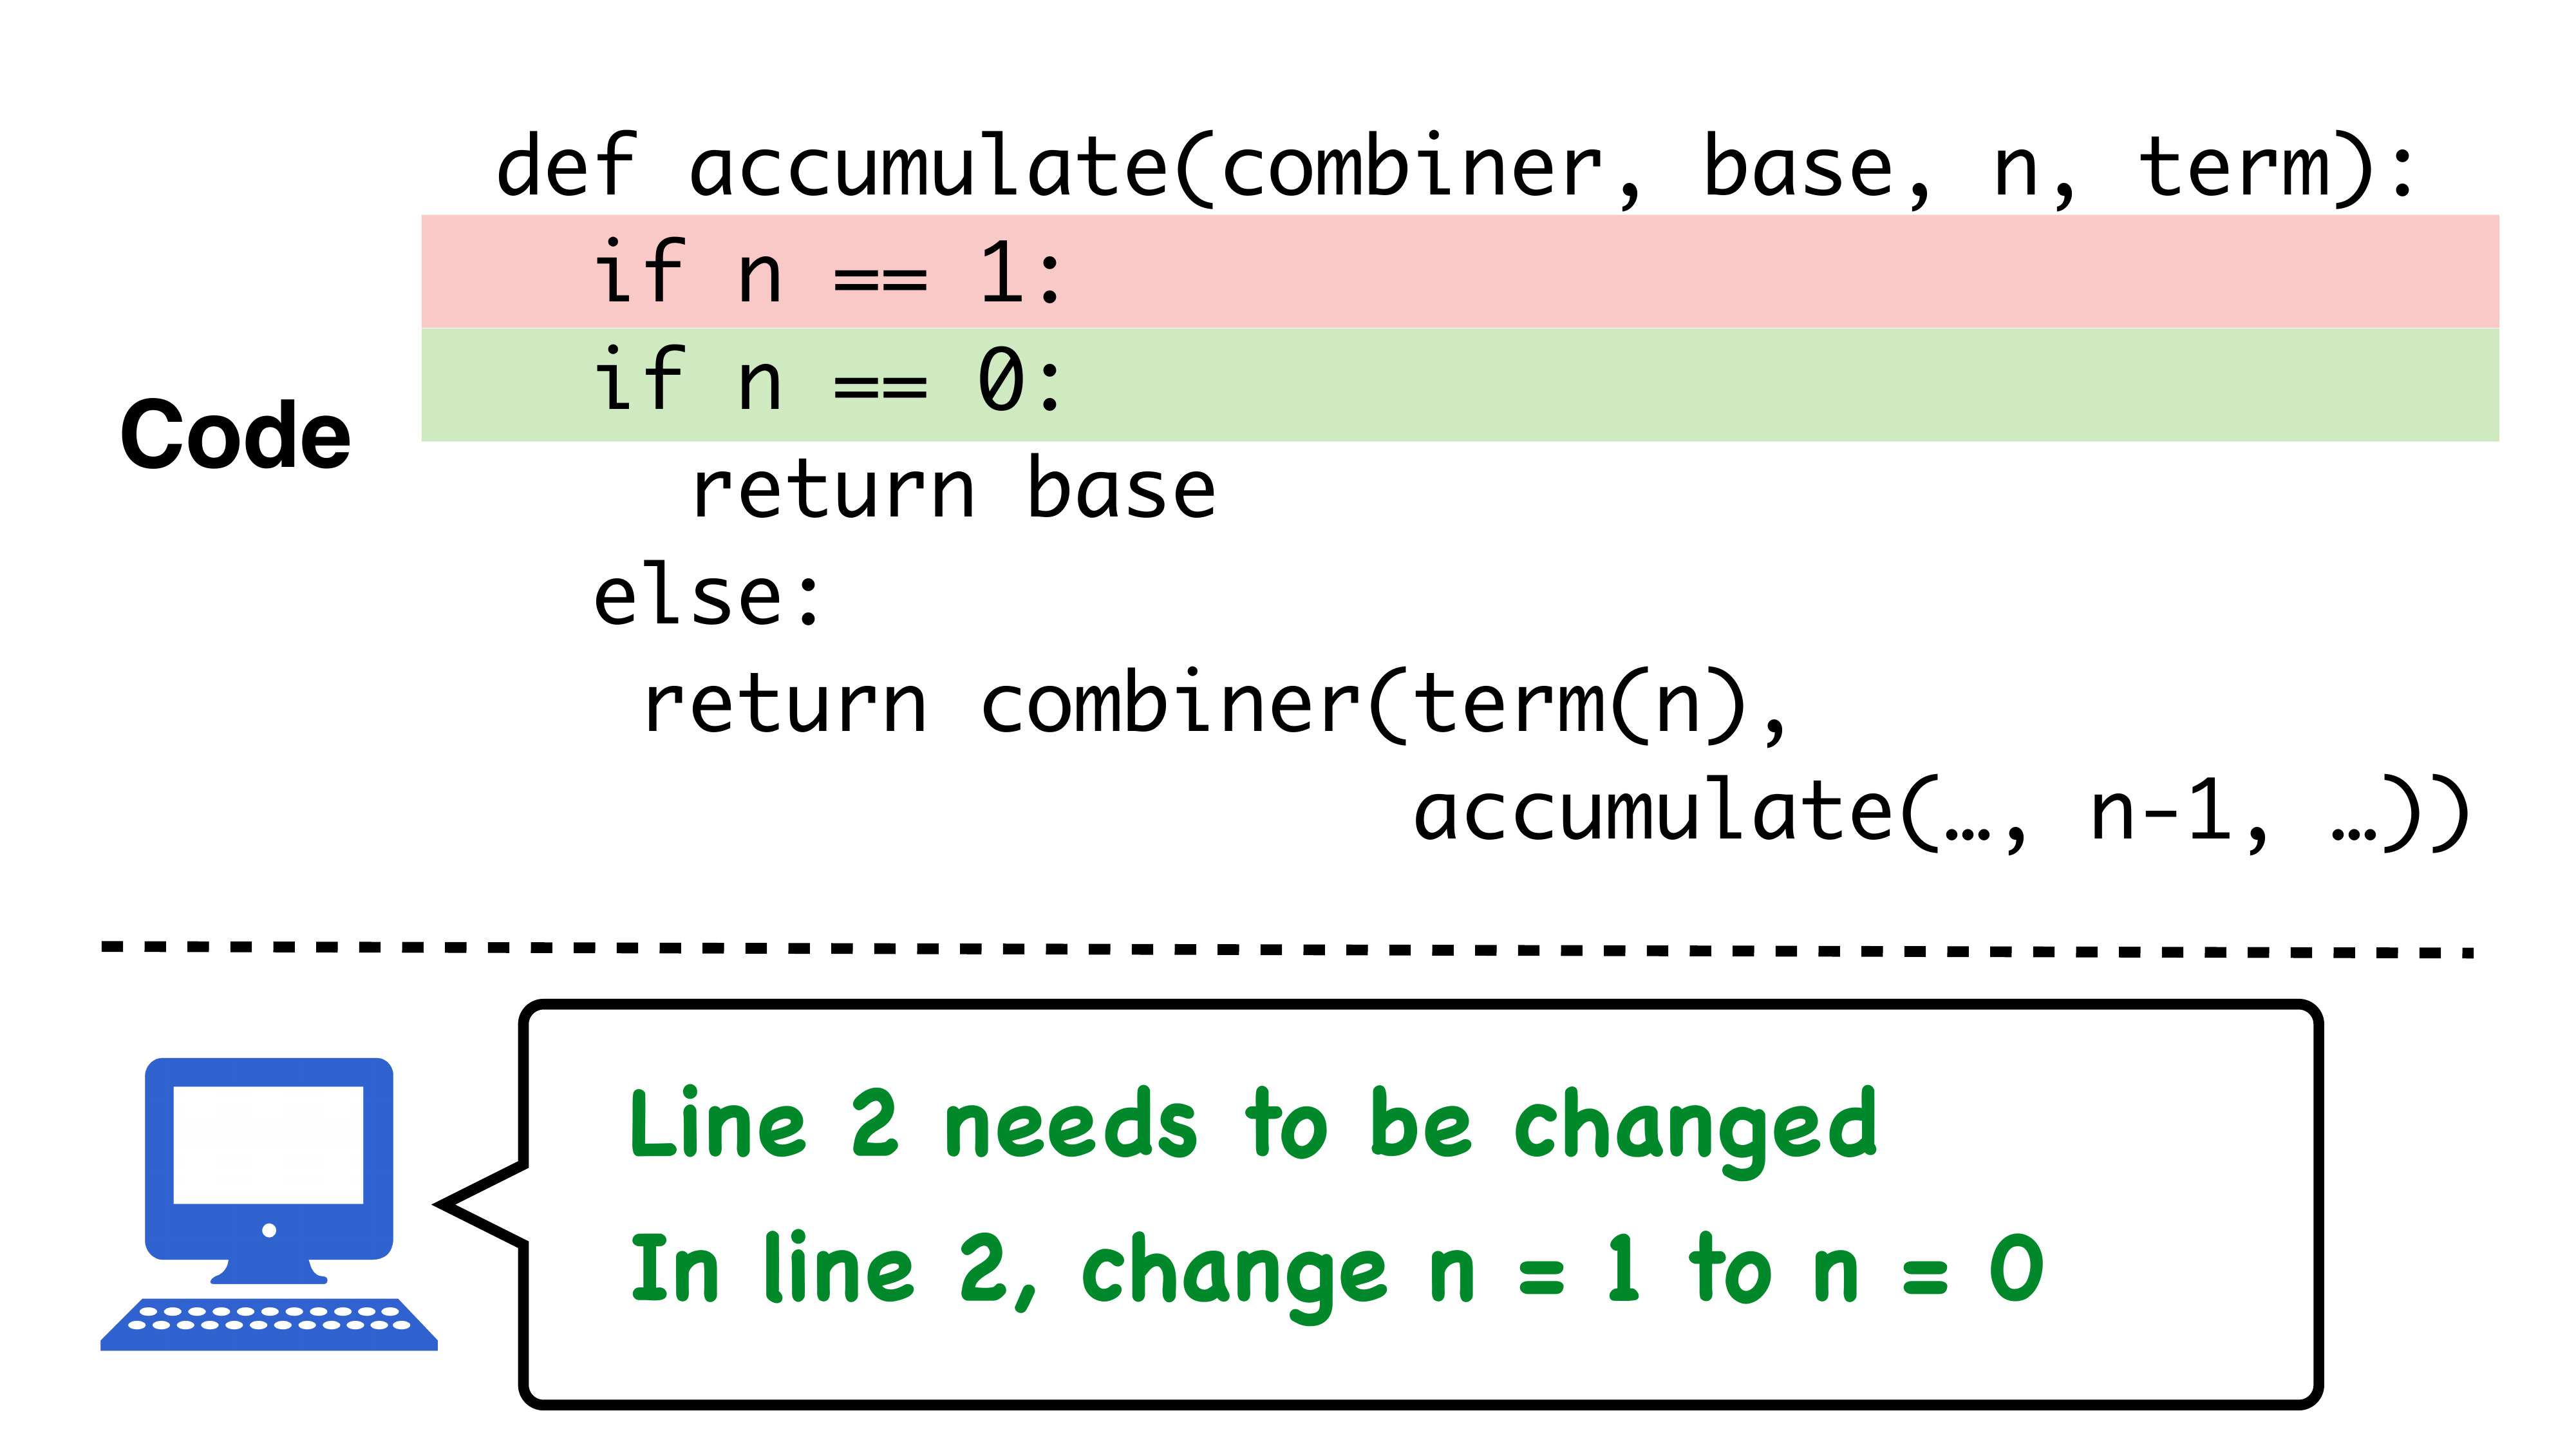 def accumulate(combiner, base, n, term):
if n == 1:
if n == 0:
Code
return base
else:
return combiner(term(n),
accumulate(…, n-1, …))
Line 2 needs to be changed
In line 2, change n = 1 to n = 0